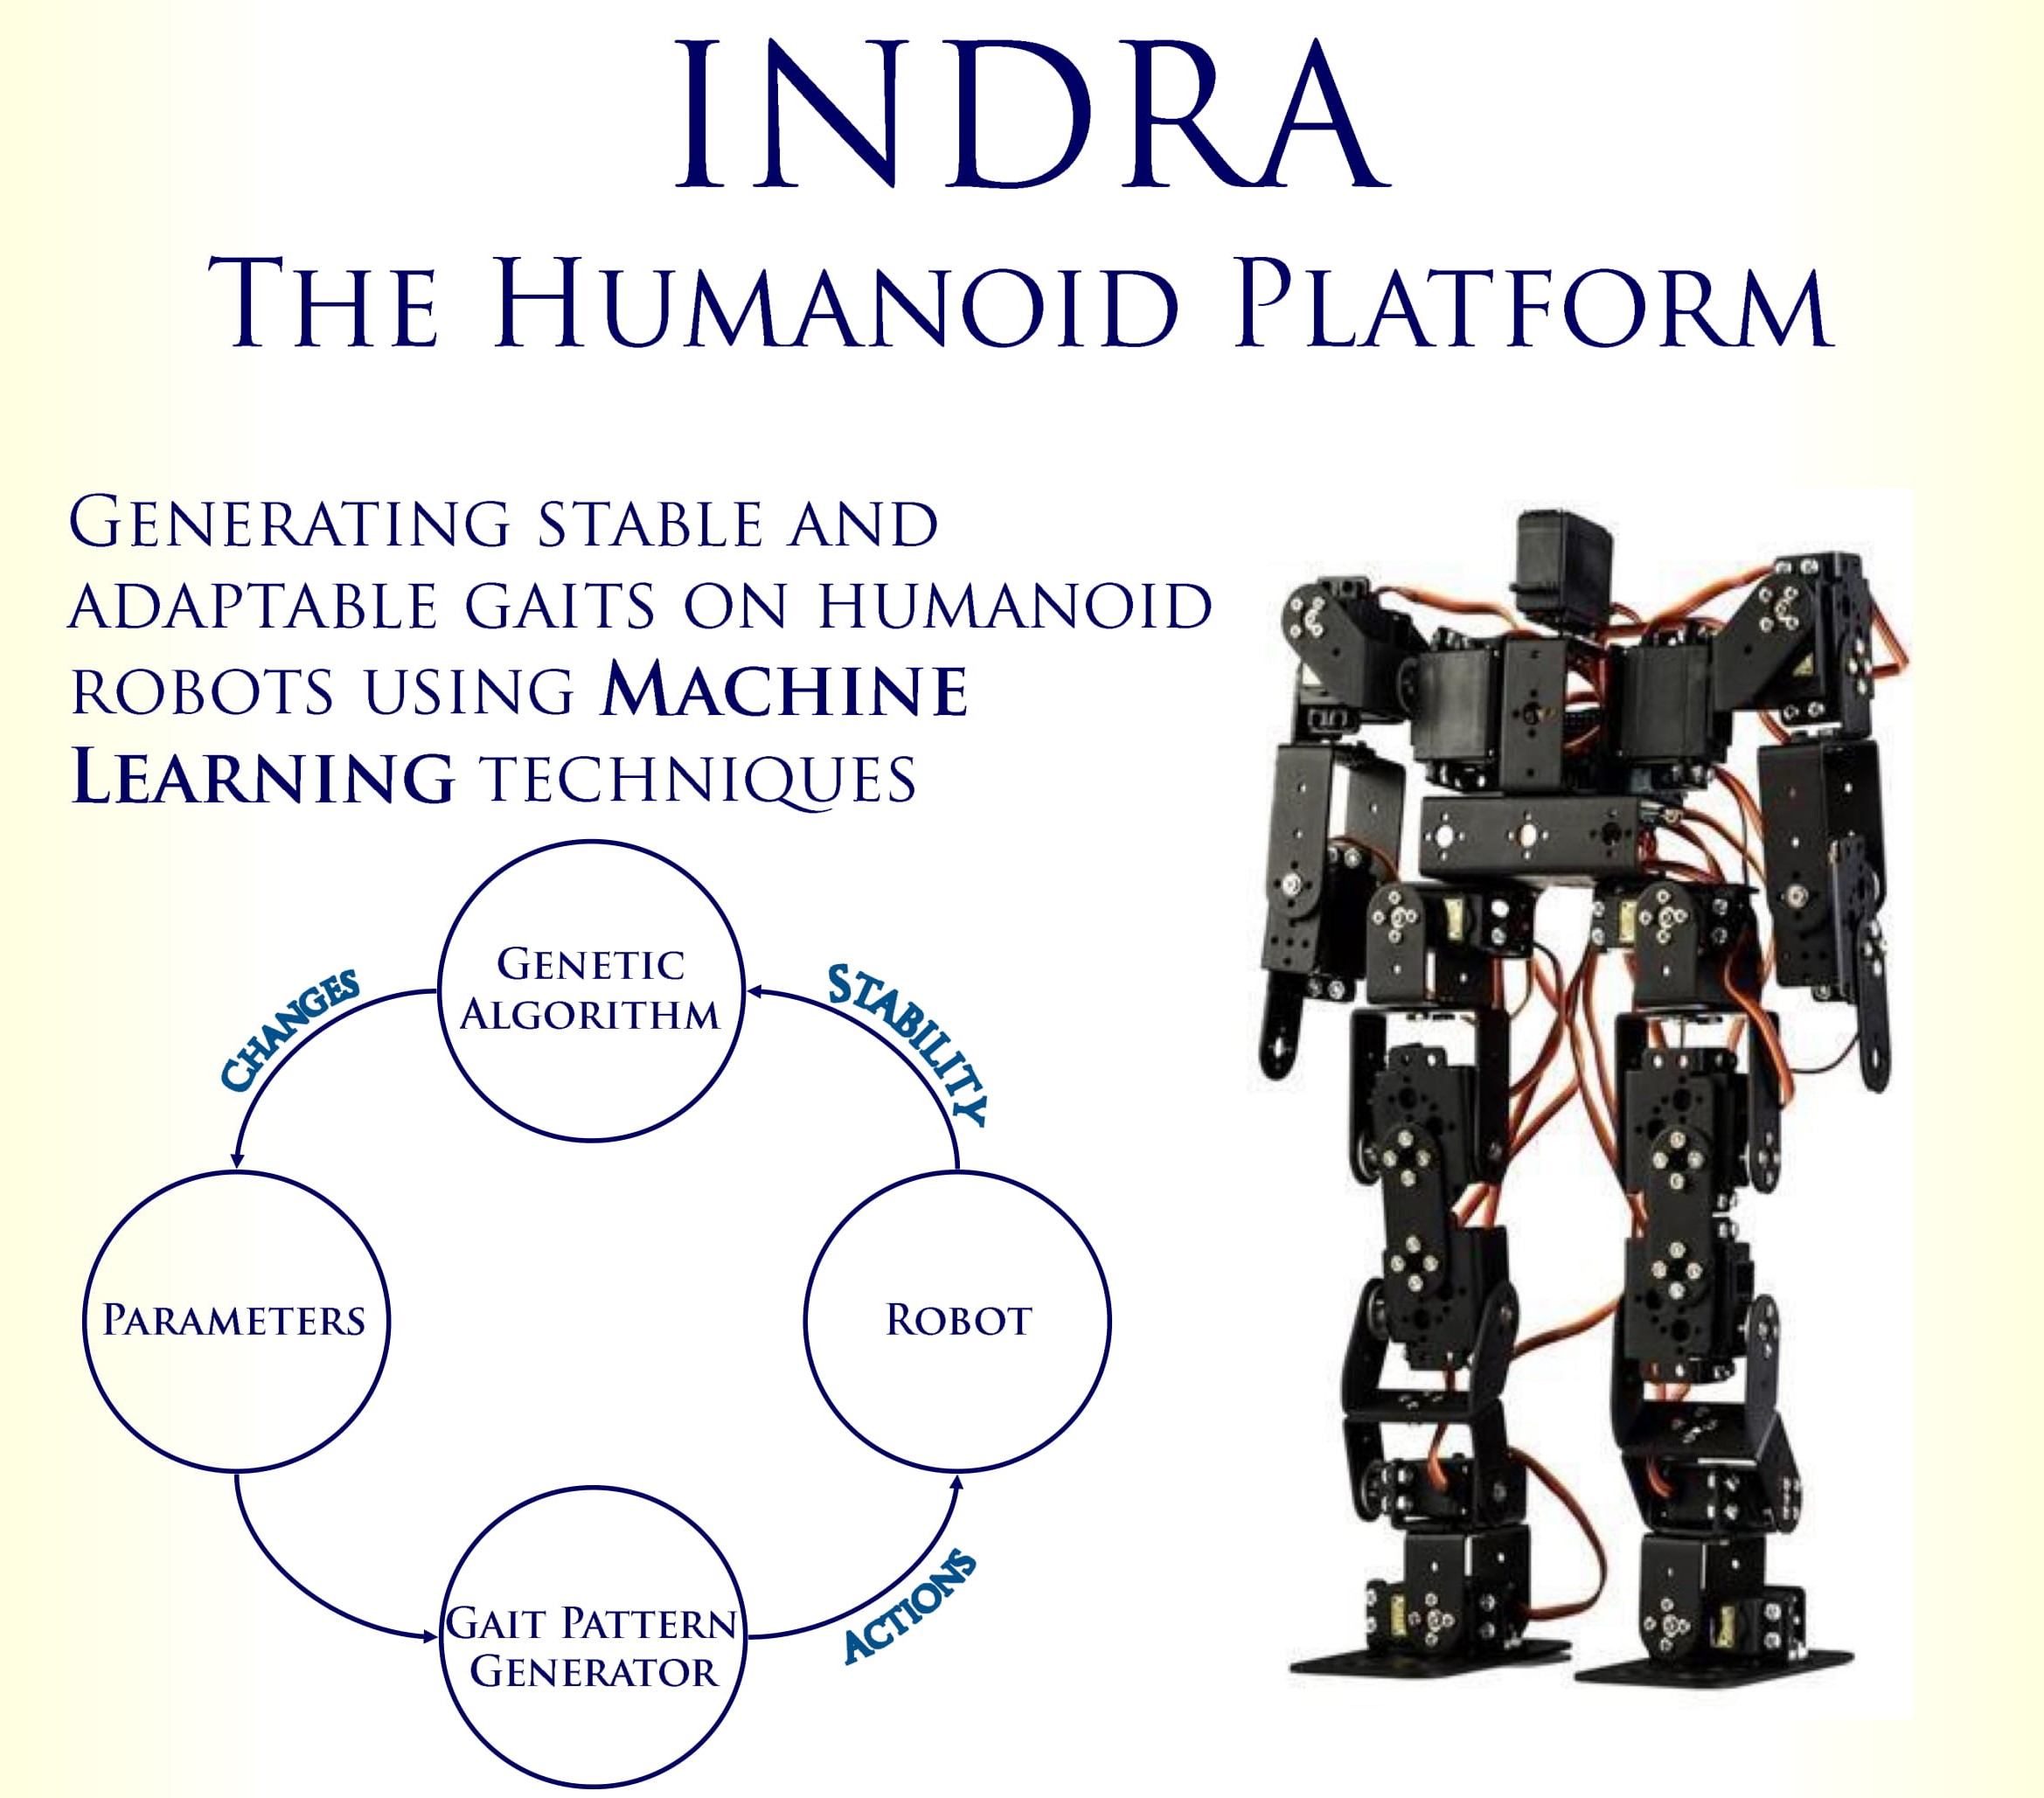 INDRA
The Humanoid Platform
Generating stable and
adaptable gaits on humanoid
robots using Machine
Learning techniques
Genetic
Algorithm
Changes
Stability
Parameters
Robot
Gait Pattern
Generator
Actions